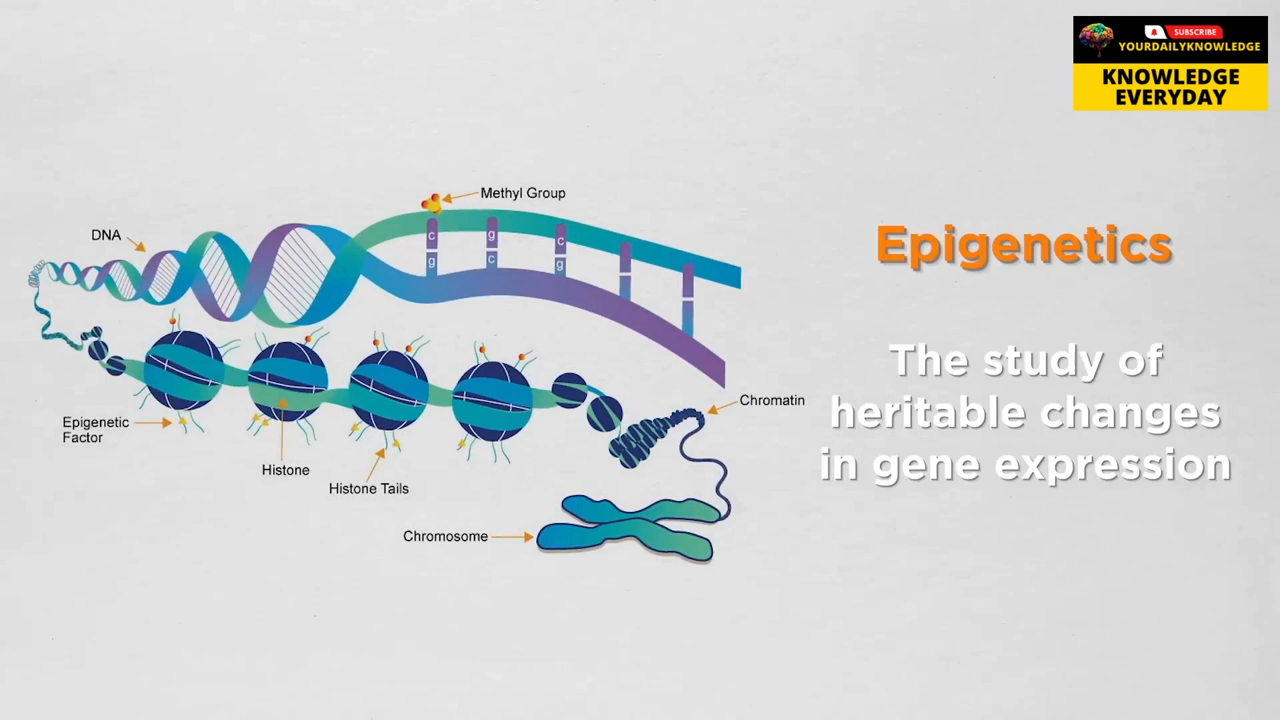 SUBSCRIBE
YOURDAILYKNOWLEDGE
KNOWLEDGE
EVERYDAY
Methyl Group
DNA
c
g
c
g
c
g
Epigenetics
The study of
heritable changes
in gene expression
Chromatin
Epigenetic
Factor
Histone
Histone Tails
Chromosome